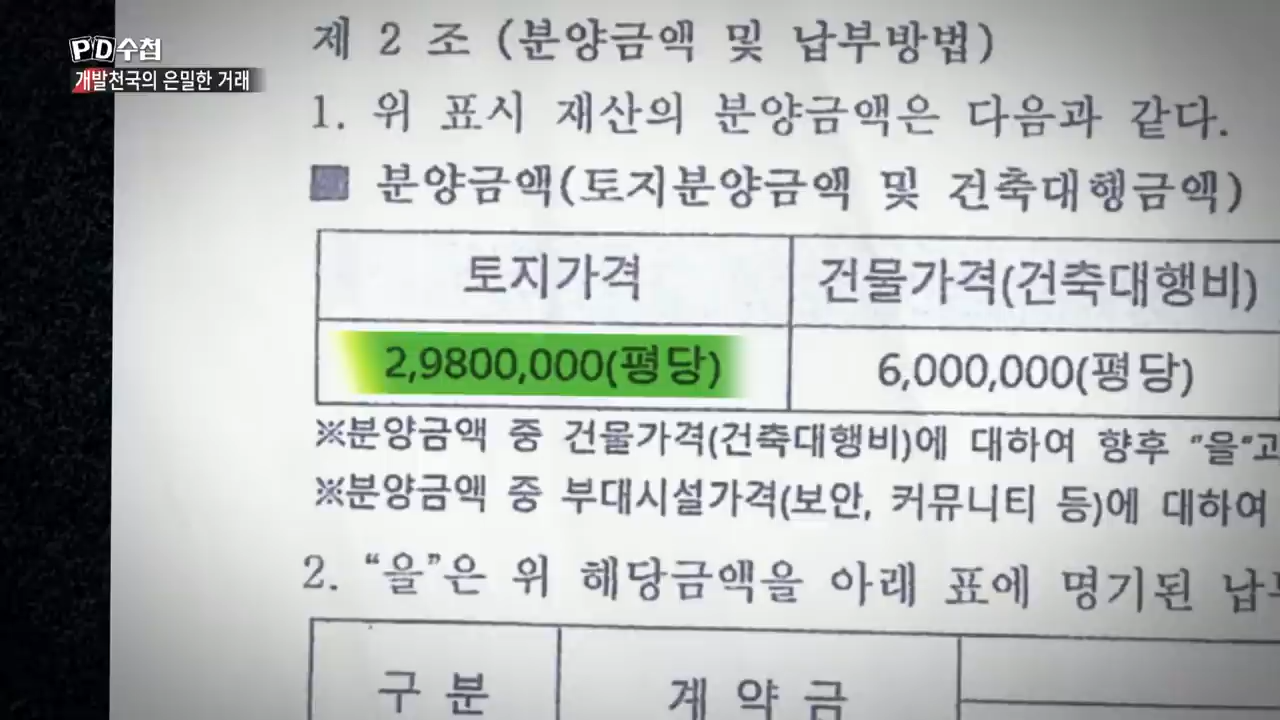 PD수첩
개발천국의 은밀한 거래
제 2 조 (분양금액 및 납부방법)
1. 위 표시 재산의 분양금액은 다음과 같다.
■ 분양금액(토지분양금액 및 건축대행금액)
토지가격 건물가격(건축대행비)
2,9800,000(평당) 6,000,000(평당)
※분양금액 중 건물가격(건축대행비)에 대하여 향후 "을"고
※분양금액 중 부대시설가격(보안, 커뮤니티 등)에 대하여
2. “을”은 위 해당금액을 아래 표에 명기된 납
구 분 계 약 금